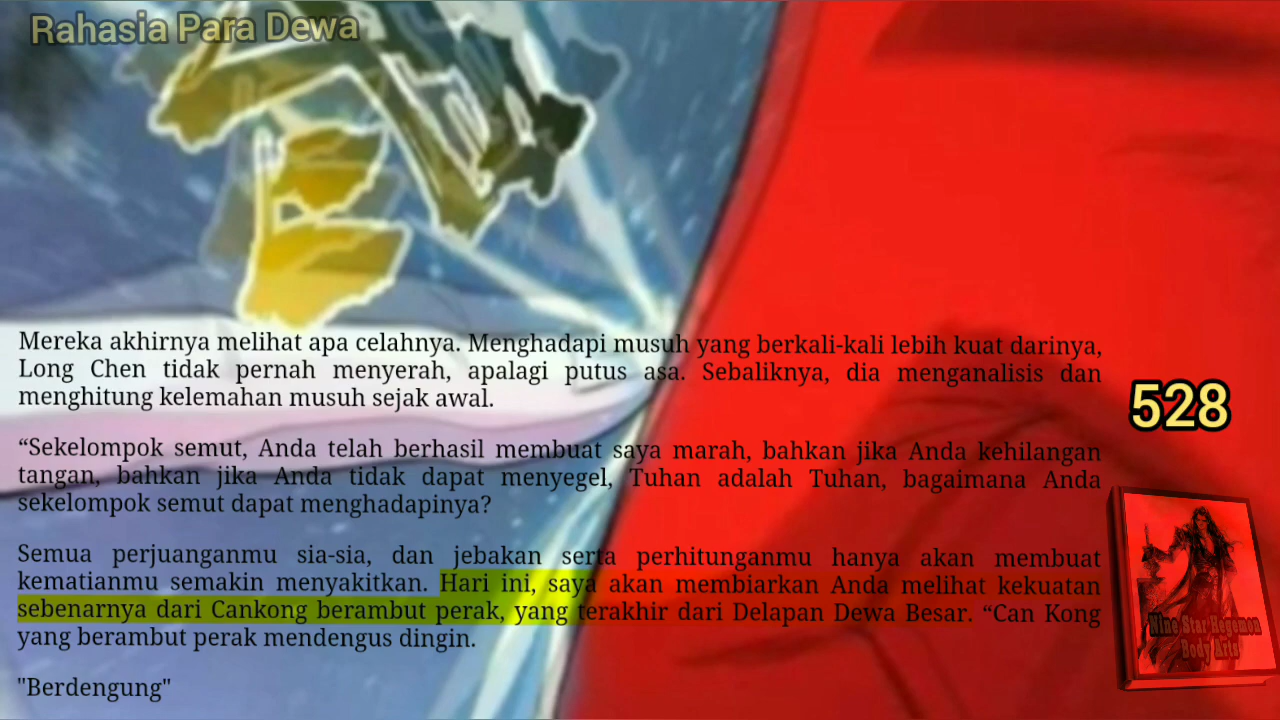 Rahasia Para Dewa
Mereka akhirnya melihat apa celahnya. Menghadapi musuh yang berkali-kali lebih kuat darinya,
Long Chen tidak pernah menyerah, apalagi putus asa. Sebaliknya, dia menganalisis dan
menghitung kelemahan musuh sejak awal.
“Sekelompok semut, Anda telah berhasil membuat saya marah, bahkan jika Anda kehilangan
tangan, bahkan jika Anda tidak dapat menyegel, Tuhan adalah Tuhan, bagaimana Anda
sekelompok semut dapat menghadapinya?
Semua perjuanganmu sia-sia, dan jebakan serta perhitunganmu hanya akan membuat
kematianmu semakin menyakitkan. Hari ini, saya akan membiarkan Anda melihat kekuatan
sebenarnya dari Cankong berambut perak, yang terakhir dari Delapan Dewa Besar. “Can Kong
yang berambut perak mendengus dingin.
"Berdengung"
528
NIne Star Hegemon
Body Arts